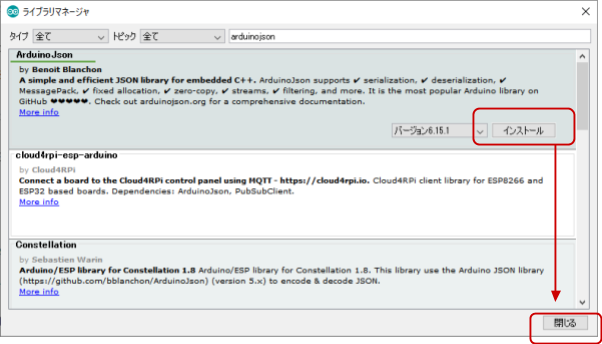 ライブラリマネージャ
タイプ 全て トピック 全て arduinojson
ArduinoJson
by Benoit Blanchon
A simple and efficient JSON library for embedded C++. ArduinoJson supports ✔ serialization, ✔ deserialization, ✔
MessagePack, ✔ fixed allocation, ✔ zero-copy, ✔ streams, ✔ filtering, and more. It is the most popular Arduino library on
GitHub ❤❤❤❤❤. Check out arduinojson.org for a comprehensive documentation.
More info
バージョン6.15.1 インストール
cloud4rpi-esp-arduino
by Cloud4RPi
Connect a board to the Cloud4RPi control panel using MQTT - https://cloud4rpi.io. Cloud4RPi client library for ESP8266 and
ESP32 based boards. Dependencies: ArduinoJson, PubSubClient.
More info
Constellation
by Sebastien Warin
Arduino/ESP library for Constellation 1.8 Arduino/ESP library for Constellation 1.8. This library use the Arduino JSON library
(https://github.com/bblanchon/ArduinoJson) (version 5.x) to encode & decode JSON.
More info
閉じる